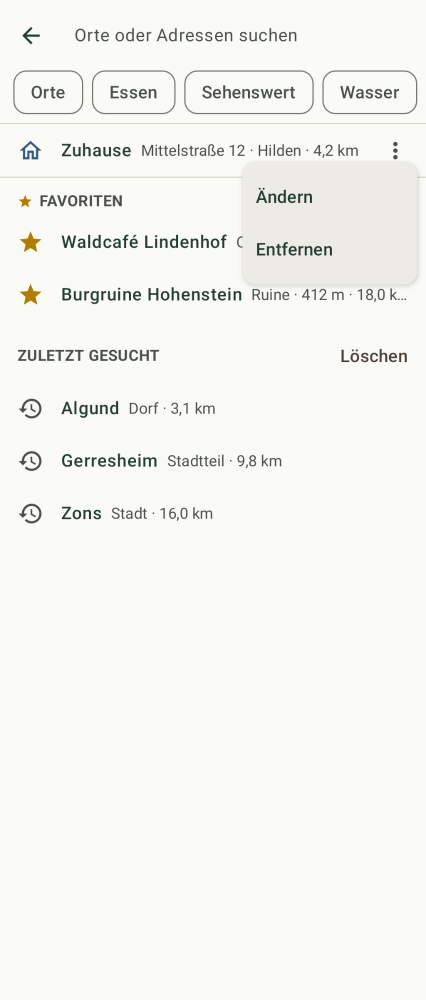 Orte oder Adressen suchen
Orte Essen Sehenswert Wasser
Zuhause Mittelstraße 12 · Hilden · 4,2 km
Ändern
FAVORITEN
Waldcafé Lindenhof
Entfernen
Burgruine Hohenstein Ruine · 412 m · 18,0 k…
ZULETZT GESUCHT Löschen
Algund Dorf · 3,1 km
Gerresheim Stadtteil · 9,8 km
Zons Stadt · 16,0 km